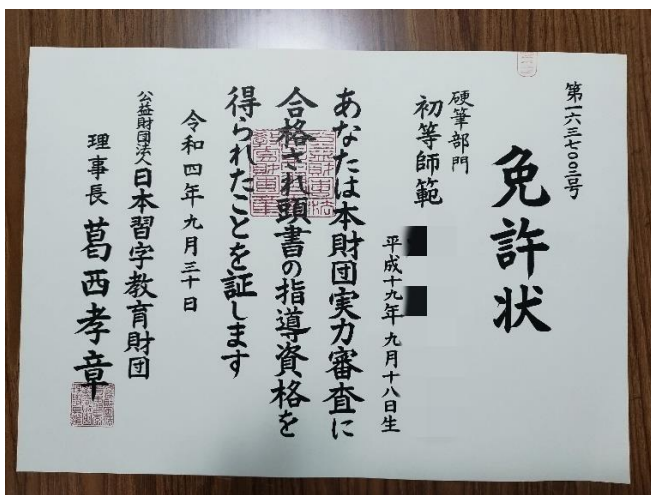 第一六三七〇〇二号
免許状
硬筆部門
初等師範
平成十九年九月十八日生
あなたは本財団実力審査に
合格され頭書の指導資格を
得られたことを証します
令和四年九月三十日
公益財団法人日本習字教育財団
理事長 葛西孝章